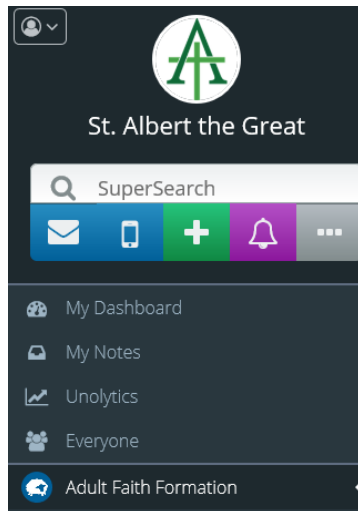 St. Albert the Great
SuperSearch
My Dashboard
My Notes
Unolytics
Everyone
Adult Faith Formation